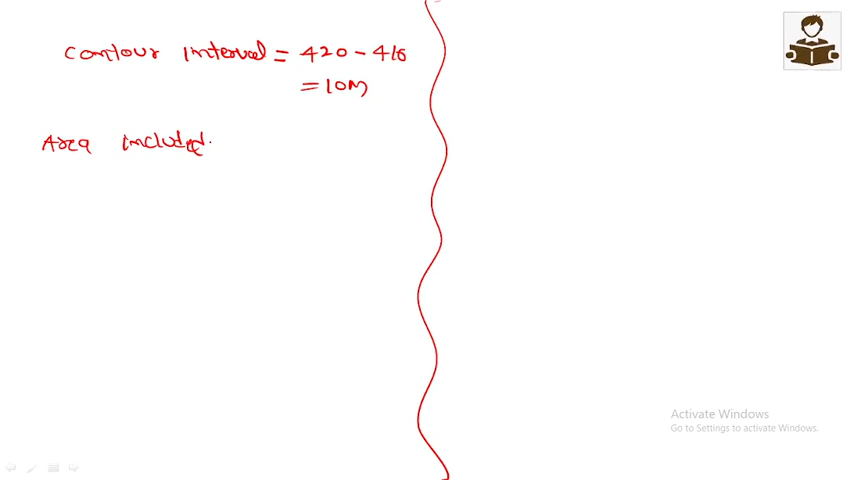 Contour interval = 420 - 410
= 10M
Area included.
Activate Windows
Go to Settings to activate Windows.